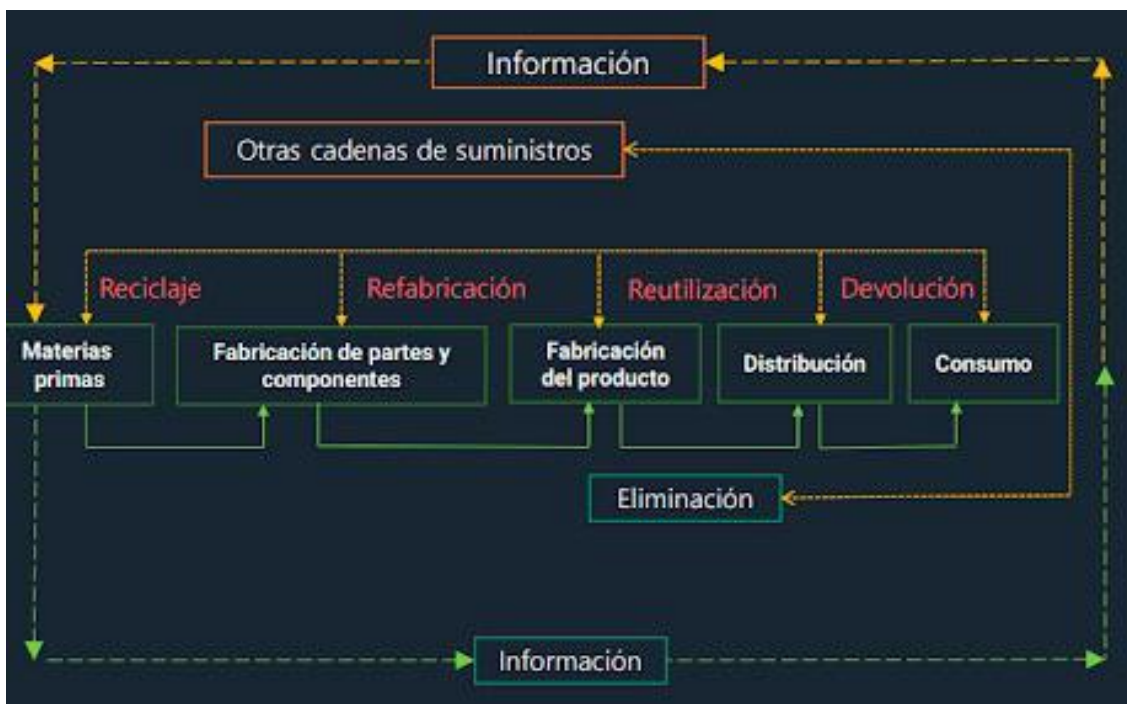 Información
Otras cadenas de suministros
Reciclaje
Refabricación
Reutilización
Devolución
Materias
primas
Fabricación de partes y
componentes
Fabricación
del producto
Distribución
Consumo
Eliminación
Información